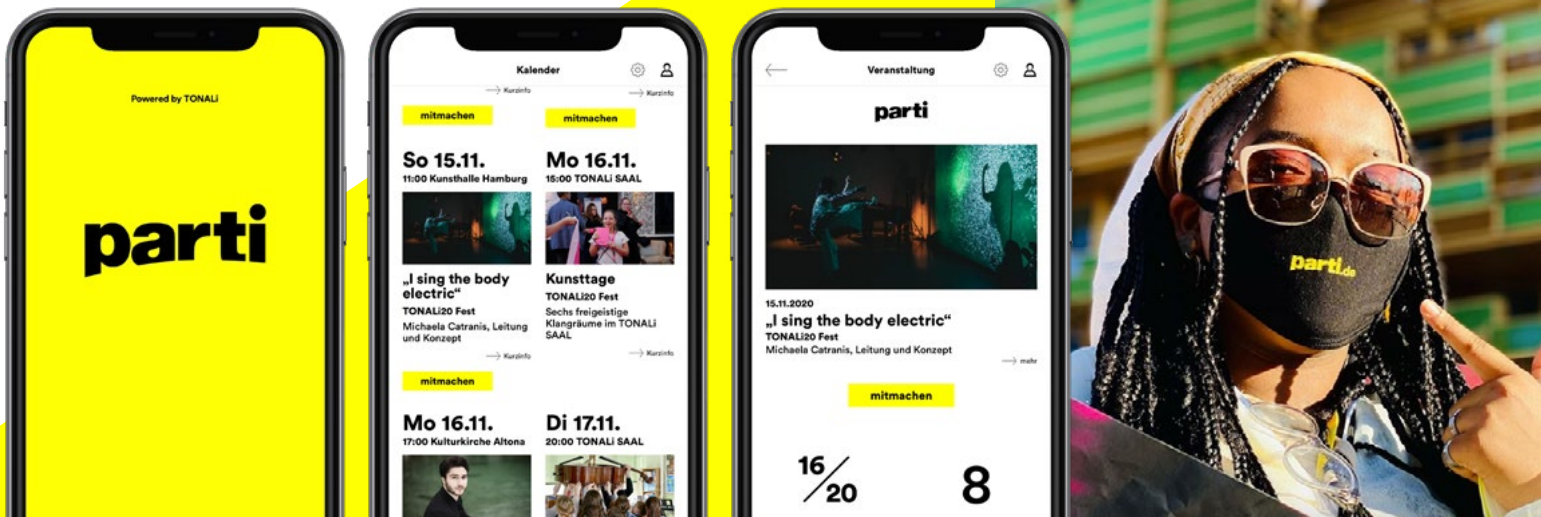 Powered by TONALi
parti
Kalender
Kurzinfo
Kurzinfo
mitmachen
mitmachen
So 15.11.
11:00 Kunsthalle Hamburg
„I sing the body
electric“
TONALi20 Fest
Michaela Catranis, Leitung
und Konzept
Kurzinfo
Mo 16.11.
15:00 TONALi SAAL
Kunsttage
TONALi20 Fest
Sechs freigeistige
Klangräume im TONALi
SAAL
Kurzinfo
mitmachen
Mo 16.11.
17:00 Kulturkirche Altona
Di 17.11.
20:00 TONALi SAAL
Veranstaltung
parti
15.11.2020
„I sing the body electric“
TONALi20 Fest
Michaela Catranis, Leitung und Konzept
mehr
mitmachen
16/20
8
parti.de